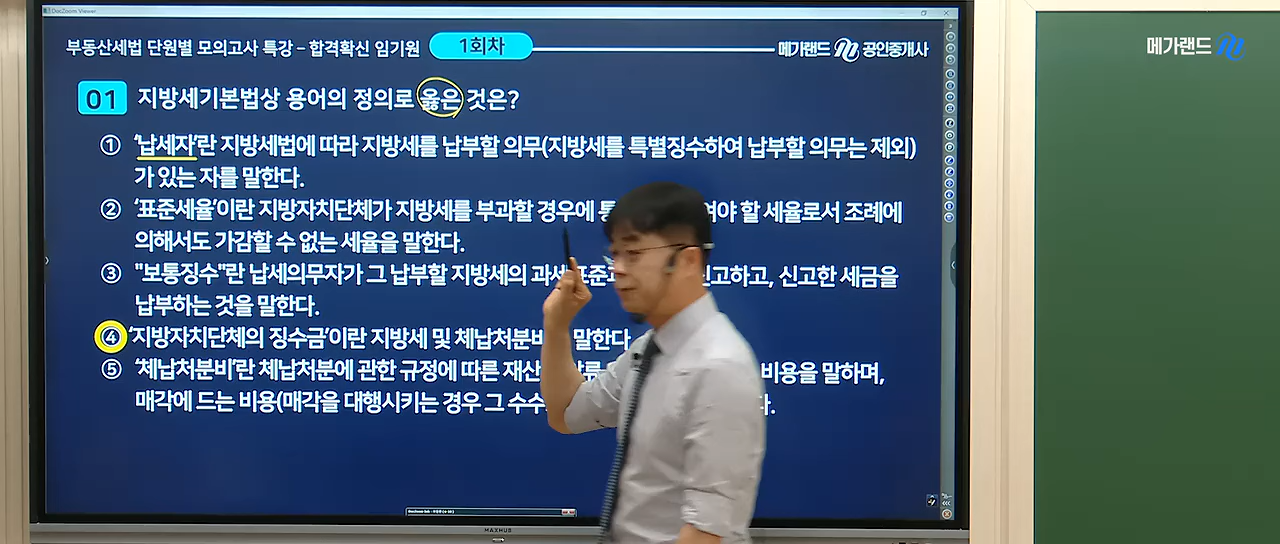 DocZoom Viewer
부동산세법 단원별 모의고사 특강 – 합격확신 임기원 1회차 메가랜드 공인중개사
메가랜드
01 지방세기본법상 용어의 정의로 옳은 것은?
① ‘납세자’란 지방세법에 따라 지방세를 납부할 의무(지방세를 특별징수하여 납부할 의무는 제외)
가 있는 자를 말한다.
② ‘표준세율’이란 지방자치단체가 지방세를 부과할 경우에 통 여야 할 세율로서 조례에
의해서도 가감할 수 없는 세율을 말한다.
③ "보통징수"란 납세의무자가 그 납부할 지방세의 과세표준 신고하고, 신고한 세금을
납부하는 것을 말한다.
④ ‘지방자치단체의 징수금’이란 지방세 및 체납처분비 말한다
⑤ ‘체납처분비’란 체납처분에 관한 규정에 따른 재산 압류 비용을 말하며,
매각에 드는 비용(매각을 대행시키는 경우 그 수수 다.
MAXHUB